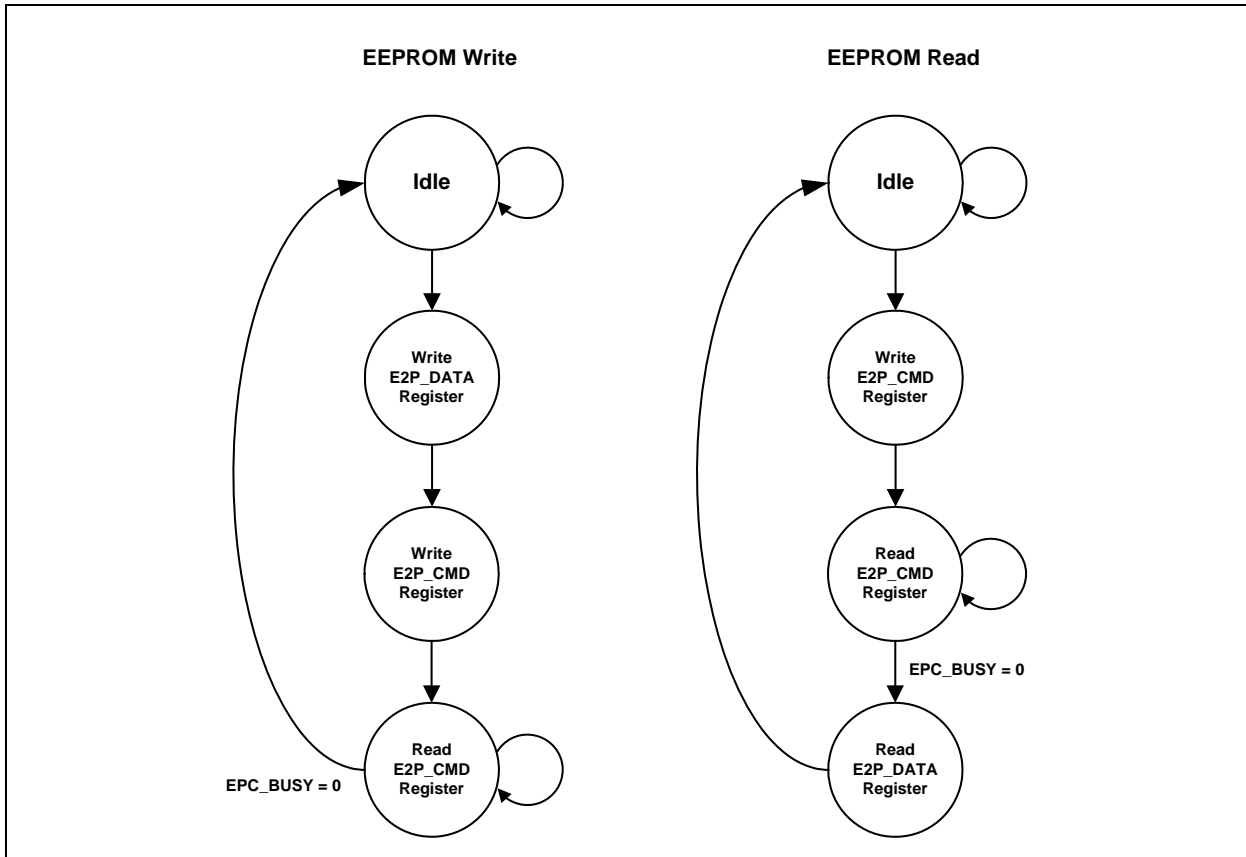 EEPROM Write
Idle
Write
E2P_DATA
Register
Write
E2P_CMD
Register
Read
E2P_CMD
Register
EPC_BUSY = 0
EEPROM Read
Idle
Write
E2P_CMD
Register
Read
E2P_CMD
Register
EPC_BUSY = 0
Read
E2P_DATA
Register